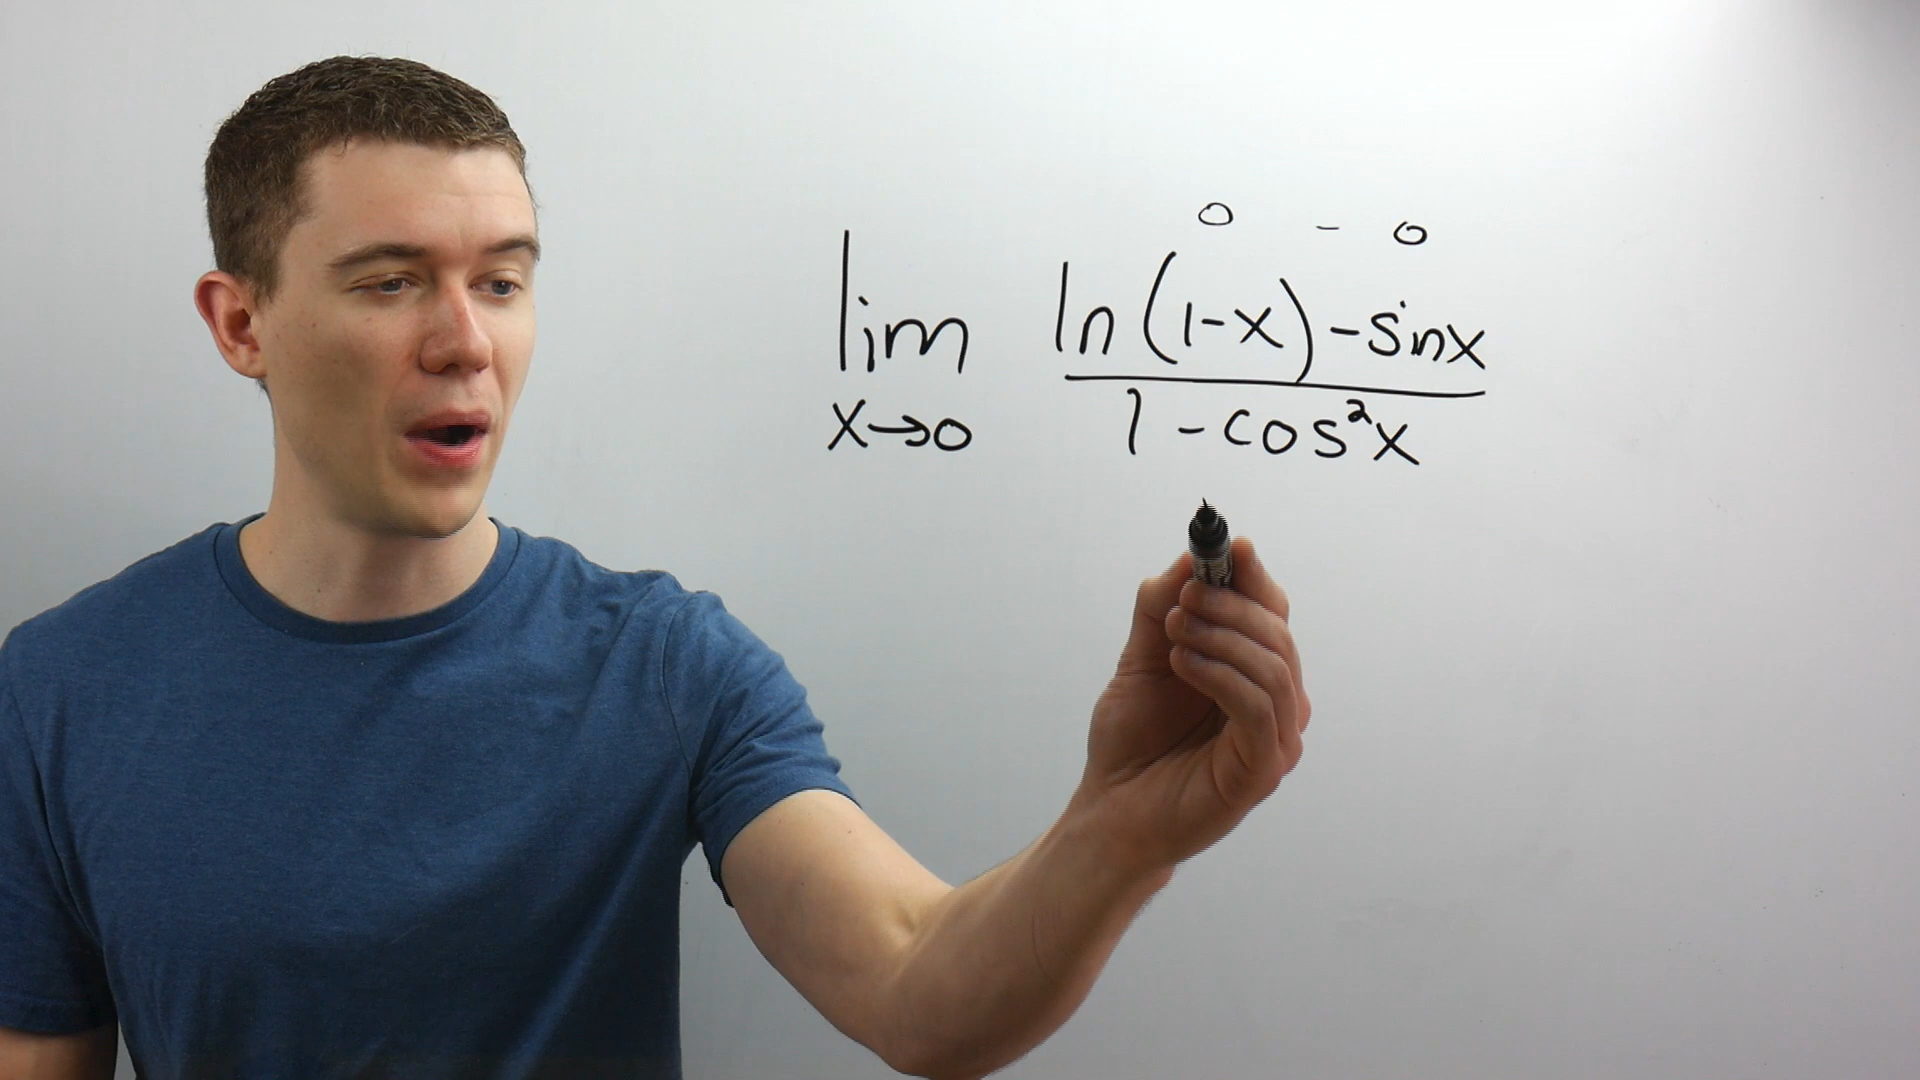 0 - 0
lim ln(1-x) - sinx
x→0 1 - cos²x